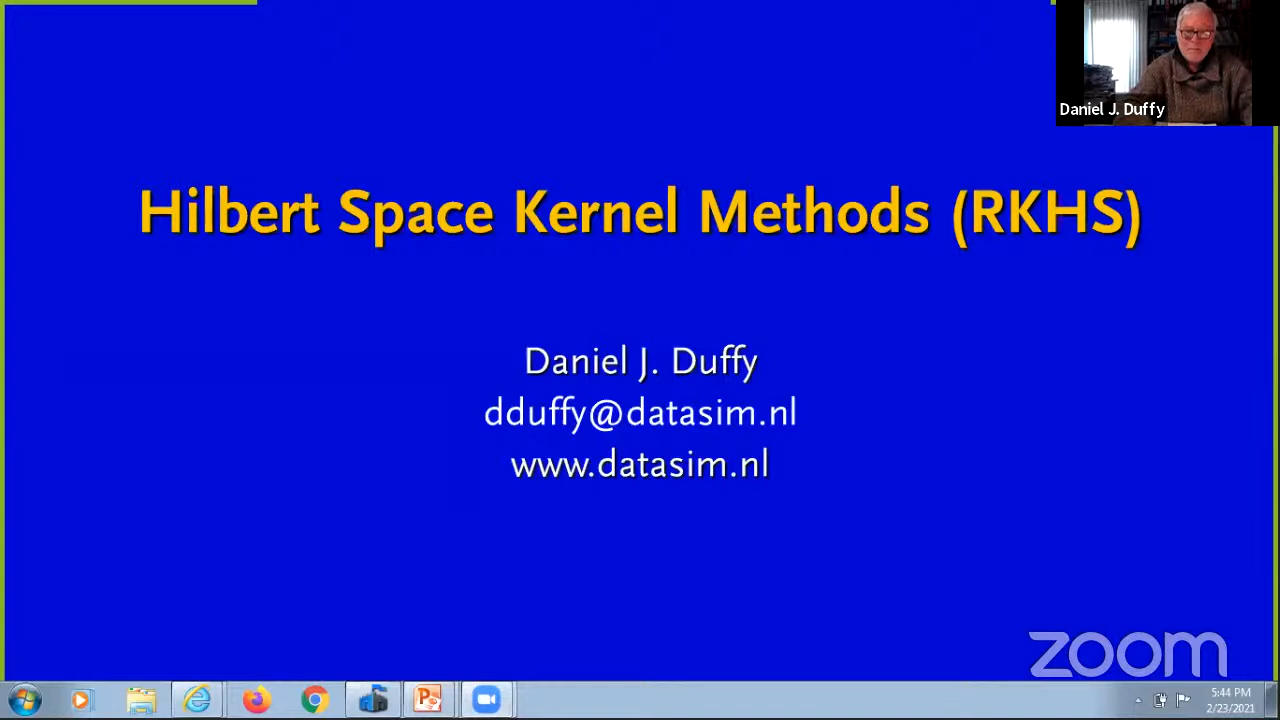 Daniel J. Duffy
Hilbert Space Kernel Methods (RKHS)
Daniel J. Duffy
dduffy@datasim.nl
www.datasim.nl
zoom
5:44 PM
2/23/2021